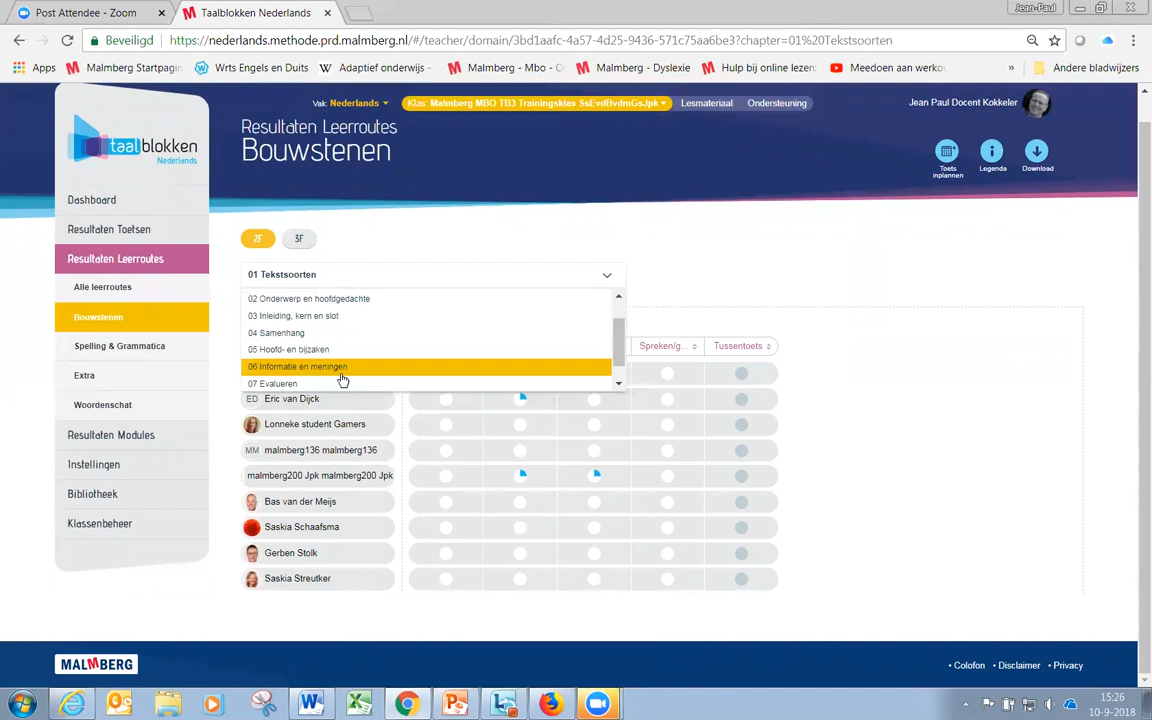 Post Attendee - Zoom
Taalblokken Nederlands
Jean-Paul
Beveiligd
https://nederlands.methode.prd.malmberg.nl/#/teacher/domain/3bd1aafc-4a57-4d25-9436-571c75aa6be3?chapter=01%20Tekstsoorten
Apps
Malmberg Startpagin
Wrts Engels en Duits
Adaptief onderwijs -
Malmberg - Mbo - C
Malmberg - Dyslexie
Hulp bij online lezen:
Meedoen aan werko
»
Andere bladwijzers
Vak: Nederlands
Klas: Malmberg MBO TB3 Trainingsklas SsEvdBvdmGsJpk
Lesmateriaal
Ondersteuning
Jean Paul Docent Kokkeler
taalblokken
Nederlands
Resultaten Leerroutes
Bouwstenen
Toets inplannen
Legenda
Download
Dashboard
Resultaten Toetsen
Resultaten Leerroutes
Alle leerroutes
Bouwstenen
Spelling & Grammatica
Extra
Woordenschat
Resultaten Modules
Instellingen
Bibliotheek
Klassenbeheer
2F
3F
01 Tekstsoorten
02 Onderwerp en hoofdgedachte
03 Inleiding, kern en slot
04 Samenhang
05 Hoofd- en bijzaken
06 Informatie en meningen
07 Evalueren
Spreken/g...
Tussentoets
ED Eric van Dijck
Lonneke student Gamers
MM malmberg136 malmberg136
malmberg200 Jpk malmberg200 Jpk
Bas van der Meijs
Saskia Schaafsma
Gerben Stolk
Saskia Streutker
MALMBERG
• Colofon
• Disclaimer
• Privacy
15:26
10-9-2018